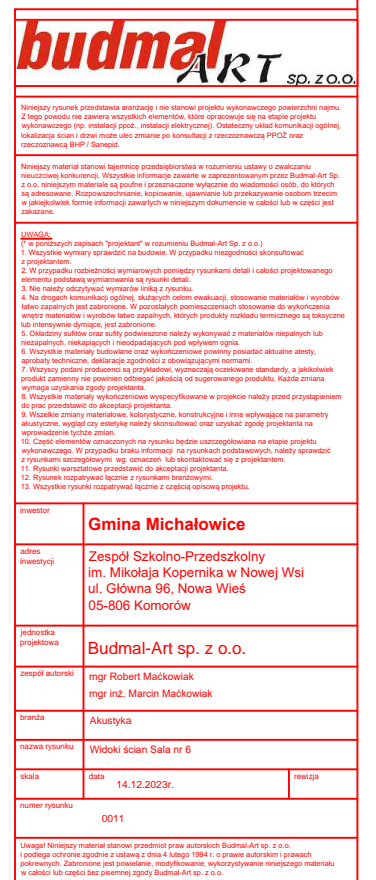 budmal
ART sp. z o.o.
Niniejszy rysunek przedstawia aranżację i nie stanowi projektu wykonawczego powierzchni najmu.
Z tego powodu nie zawiera wszystkich elementów, które opracowuje się na etapie projektu
wykonawczego (np. instalacji ppoż., instalacji elektrycznej). Ostateczny układ komunikacji ogólnej,
lokalizacja ścian i drzwi może ulec zmianie po konsultacji z rzeczoznawcą PPOŻ oraz
rzeczoznawcą BHP / Sanepid.
Niniejszy materiał stanowi tajemnicę przedsiębiorstwa w rozumieniu ustawy o zwalczaniu
nieuczciwej konkurencji. Wszystkie informacje zawarte w zapytaniu przez Budmal-Art Sp.
z o.o. niniejszym materiale są poufne i przeznaczone wyłącznie do wiadomości osób, do których
są adresowane. Rozpowszechnianie, kopiowanie, ujawnianie lub przekazywanie osobom trzecim
w jakiejkolwiek formie informacji zawartych w niniejszym dokumencie w całości lub w części jest
zakazane.
UWAGA:
(* w poniższych zapisach "projektant" w rozumieniu Budmal-Art Sp. z o.o.)
1. Wszystkie wymiary sprawdzić na budowie. W przypadku niezgodności skonsultować
z projektantem.
2. W przypadku rozbieżności wymiarowych pomiędzy rysunkami detali i całości projektowanego
elementu podstawą wymiarowania są rysunki detali.
3. Nie należy odczytywać wymiarów liniką z rysunku.
4. Na drogach komunikacji ogólnej, służących celom ewakuacji, stosowanie materiałów i wyrobów
łatwo zapalnych jest zabronione. W pozostałych pomieszczeniach stosowanie do wykończenia
wnętrz materiałów i wyrobów łatwo zapalnych, których produkty rozkładu termicznego są toksyczne
lub intensywnie dymiące, jest zabronione.
5. Okładziny sufitów oraz sufity podwieszone należy wykonywać z materiałów niepalnych lub
niezapalnych, niekapiących i nieodpadających pod wpływem ognia.
6. Wszystkie materiały budowlane oraz wykończeniowe powinny posiadać aktualne atesty,
aprobaty techniczne, deklaracje zgodności z obowiązującymi normami.
7. Wszyscy podani producenci są przykładowi, wyznaczają oczekiwane standardy, a jakikolwiek
produkt zamienny nie powinien odbiegać jakością od sugerowanego produktu. Każda zmiana
wymaga uzyskania zgody projektanta.
8. Wszystkie materiały wykończeniowe wyspecyfikowane w projekcie należy przed przystąpieniem
do prac przedstawić do akceptacji projektanta.
9. Wszelkie zmiany materiałowe, kolorystyczne, konstrukcyjne i inne wpływające na parametry
akustyczne, wygląd czy estetykę należy skonsultować oraz uzyskać zgodę projektanta na
wprowadzenie tychże zmian.
10. Część elementów oznaczonych na rysunku będzie uszczegółowiana na etapie projektu
wykonawczego. W przypadku braku informacji na rysunkach podstawowych, należy sprawdzić
z rysunkami szczegółowymi wg. oznaczeń lub skontaktować się z projektantem.
11. Rysunki warsztatowe przedstawić do akceptacji projektanta.
12. Rysunek rozpatrywać łącznie z rysunkami branżowymi.
13. Wszystkie rysunki rozpatrywać łącznie z częścią opisową projektu.
inwestor
Gmina Michałowice
adres
inwestycji
Zespół Szkolno-Przedszkolny
im. Mikołaja Kopernika w Nowej Wsi
ul. Główna 96, Nowa Wieś
05-806 Komorów
jednostka
projektowa
Budmal-Art sp. z o.o.
zespół autorski
mgr Robert Maćkowiak
mgr inż. Marcin Maćkowiak
branża
Akustyka
nazwa rysunku
Widoki ścian Sala nr 6
skala
data
14.12.2023r.
rewizja
numer rysunku
0011
Uwaga! Niniejszy materiał stanowi przedmiot praw autorskich Budmal-Art sp. z o.o.
i podlega ochronie zgodnie z ustawą z dnia 4 lutego 1994 r. o prawie autorskim i prawach
pokrewnych. Zabronione jest powielanie, modyfikowanie, wykorzystywanie niniejszego materiału
w całości lub części bez pisemnej zgody Budmal-Art sp. z o.o.